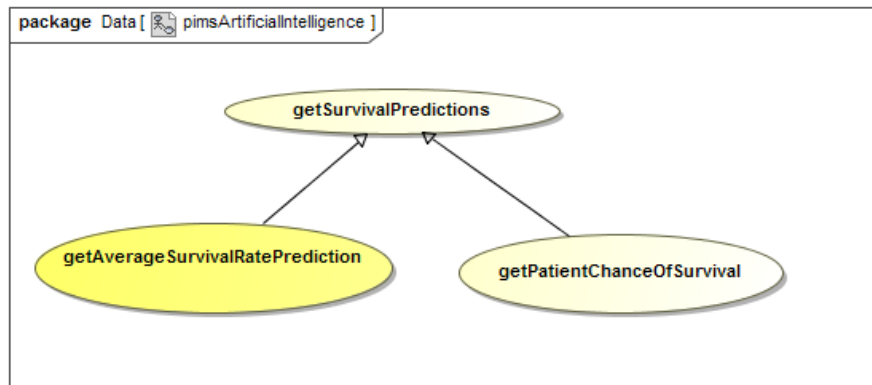 package Data [ pimsArtificialIntelligence ]
getSurvivalPredictions
getAverageSurvivalRatePrediction
getPatientChanceOfSurvival